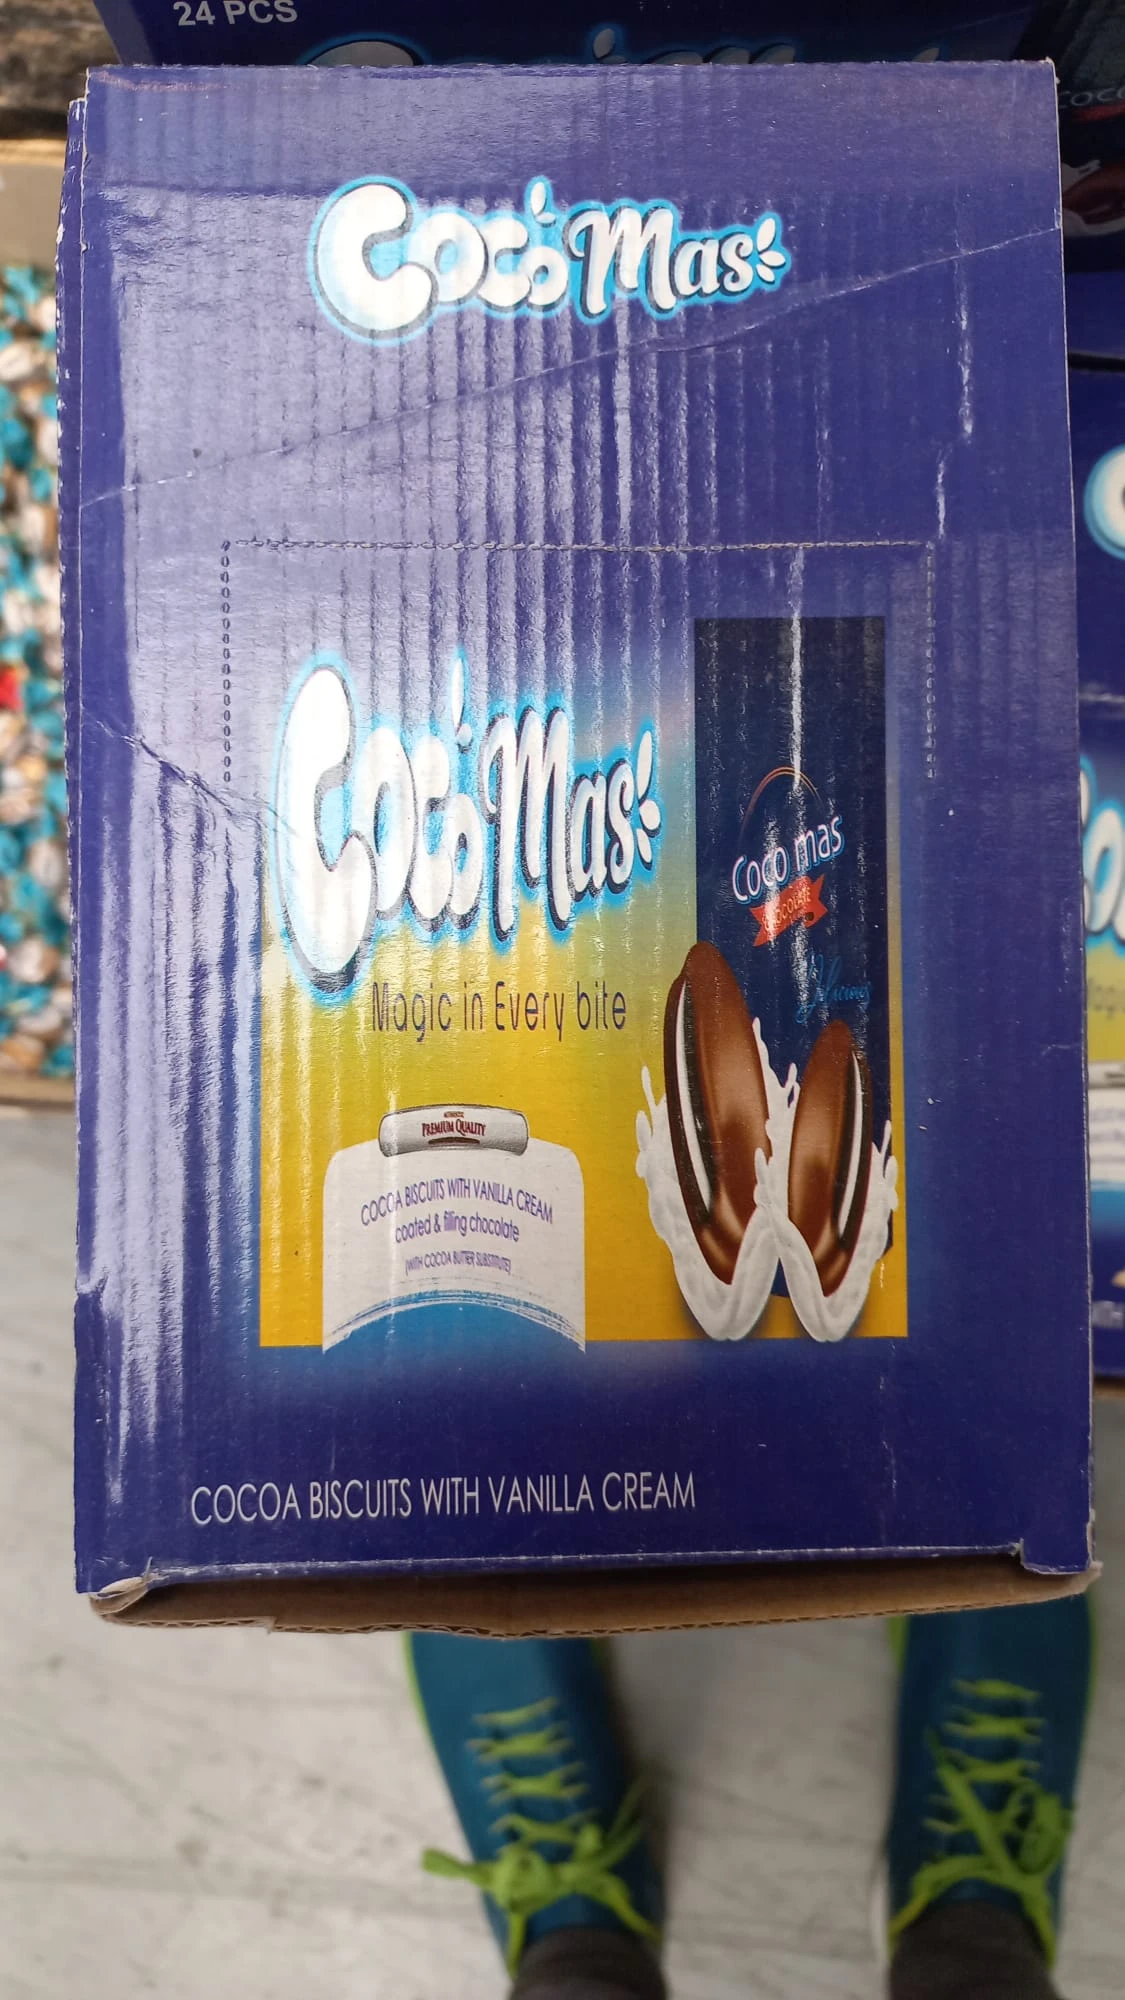 24 PCS
Coco Mas
Coco Mas
Magic in Every bite
Coco mas
CHOCOLATE
Delicious
PREMIUM QUALITY
COCOA BISCUITS WITH VANILLA CREAM
coated & filling chocolate
(WITH COCOA BUTTER SUBSTITUTE)
COCOA BISCUITS WITH VANILLA CREAM